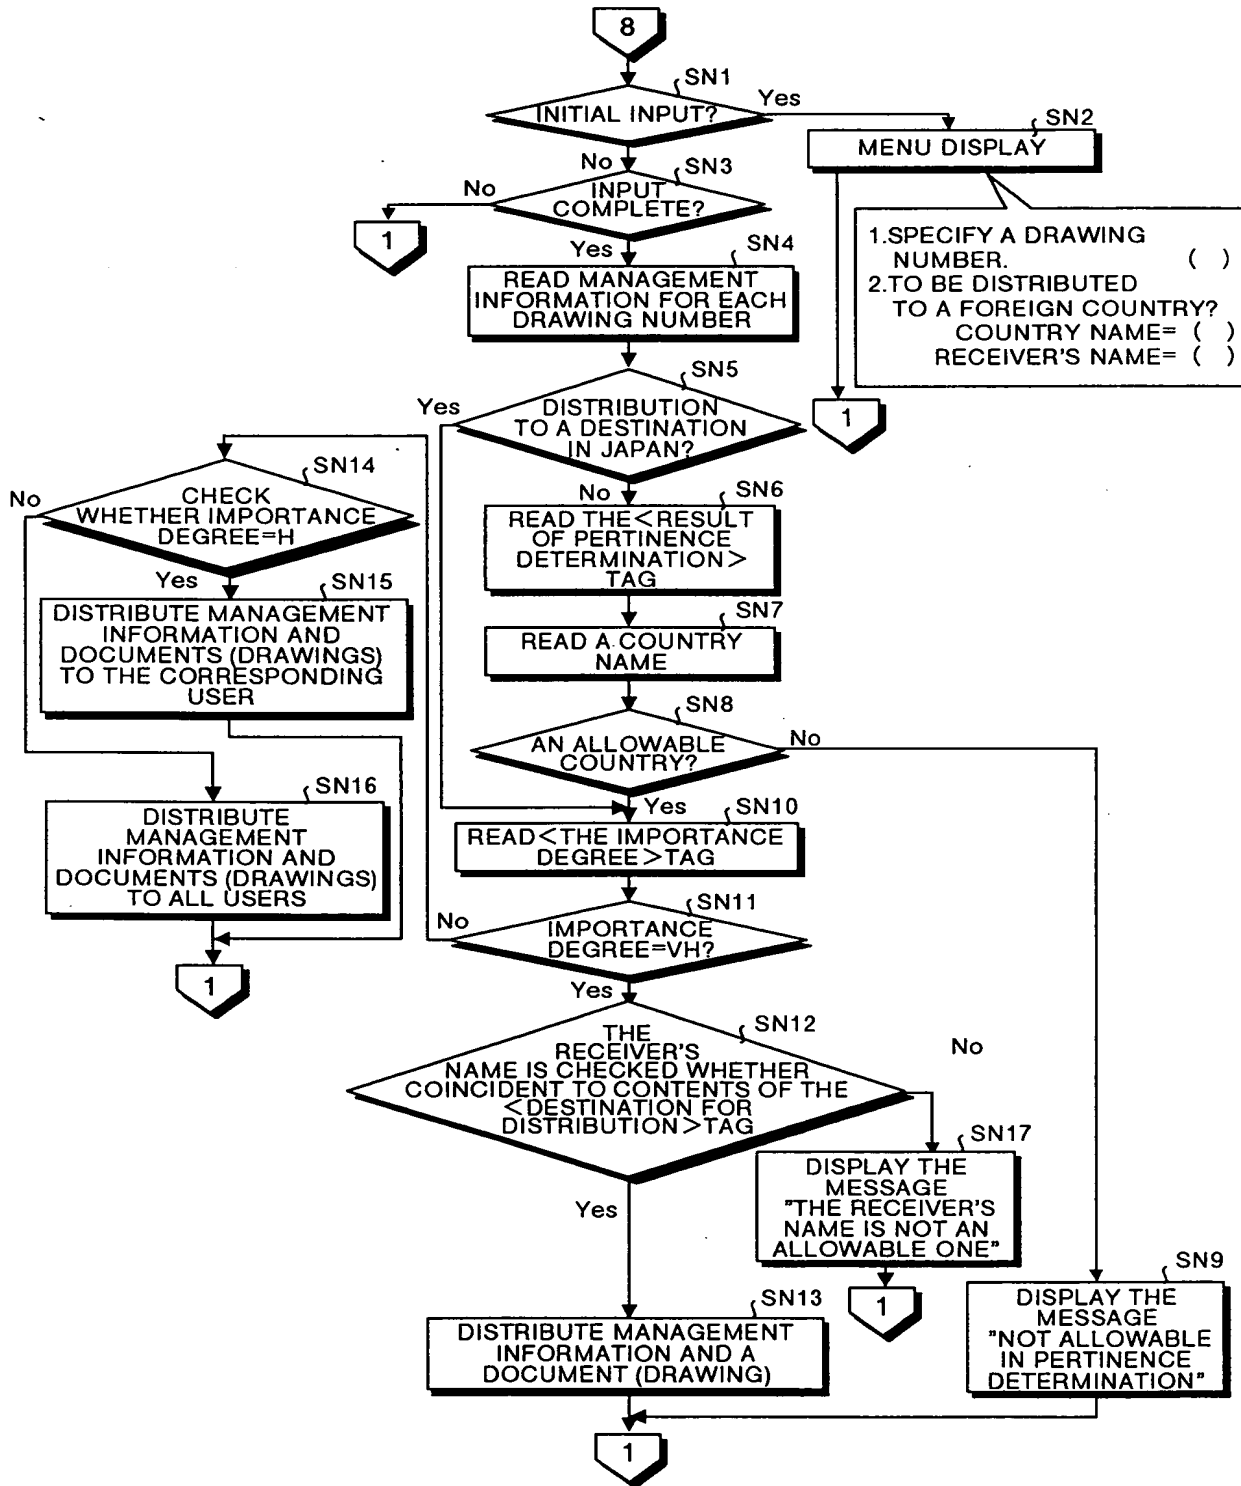 8
SN1
INITIAL INPUT?
Yes
SN2
MENU DISPLAY
No
SN3
No
INPUT
COMPLETE?
1
Yes
SN4
READ MANAGEMENT
INFORMATION FOR EACH
DRAWING NUMBER
1.SPECIFY A DRAWING
NUMBER. ( )
2.TO BE DISTRIBUTED
TO A FOREIGN COUNTRY?
COUNTRY NAME= ( )
RECEIVER'S NAME= ( )
1
SN5
Yes
DISTRIBUTION
TO A DESTINATION
IN JAPAN?
No
SN6
READ THE<RESULT
OF PERTINENCE
DETERMINATION>
TAG
SN7
READ A COUNTRY
NAME
SN8
AN ALLOWABLE
COUNTRY?
No
Yes
SN10
READ<THE IMPORTANCE
DEGREE>TAG
SN11
No
IMPORTANCE
DEGREE=VH?
Yes
SN14
No
CHECK
WHETHER IMPORTANCE
DEGREE=H
Yes
SN15
DISTRIBUTE MANAGEMENT
INFORMATION AND
DOCUMENTS (DRAWINGS)
TO THE CORRESPONDING
USER
SN16
DISTRIBUTE
MANAGEMENT
INFORMATION AND
DOCUMENTS (DRAWINGS)
TO ALL USERS
1
SN12
THE
RECEIVER'S
NAME IS CHECKED WHETHER
COINCIDENT TO CONTENTS OF THE
<DESTINATION FOR
DISTRIBUTION>TAG
No
SN17
DISPLAY THE
MESSAGE
"THE RECEIVER'S
NAME IS NOT AN
ALLOWABLE ONE"
1
Yes
SN13
DISTRIBUTE MANAGEMENT
INFORMATION AND A
DOCUMENT (DRAWING)
SN9
DISPLAY THE
MESSAGE
"NOT ALLOWABLE
IN PERTINENCE
DETERMINATION"
1